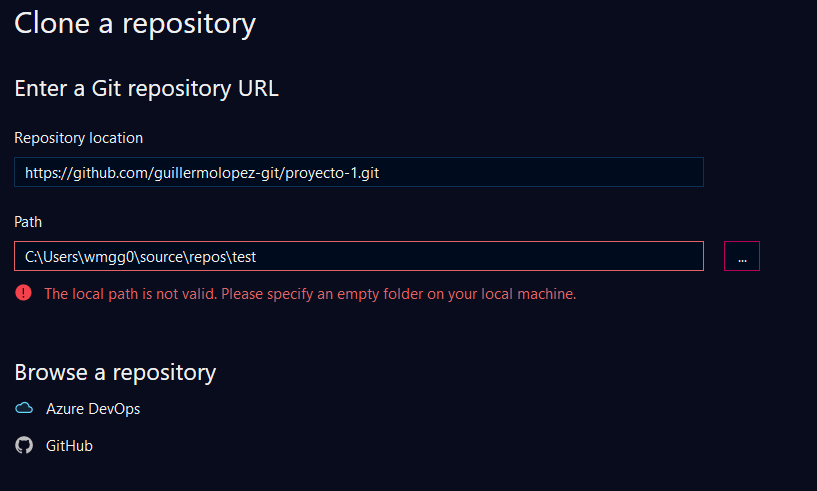 Clone a repository
Enter a Git repository URL
Repository location
https://github.com/guillermolopez-git/proyecto-1.git
Path
C:\Users\wmgg0\source\repos\test
...
The local path is not valid. Please specify an empty folder on your local machine.
Browse a repository
Azure DevOps
GitHub